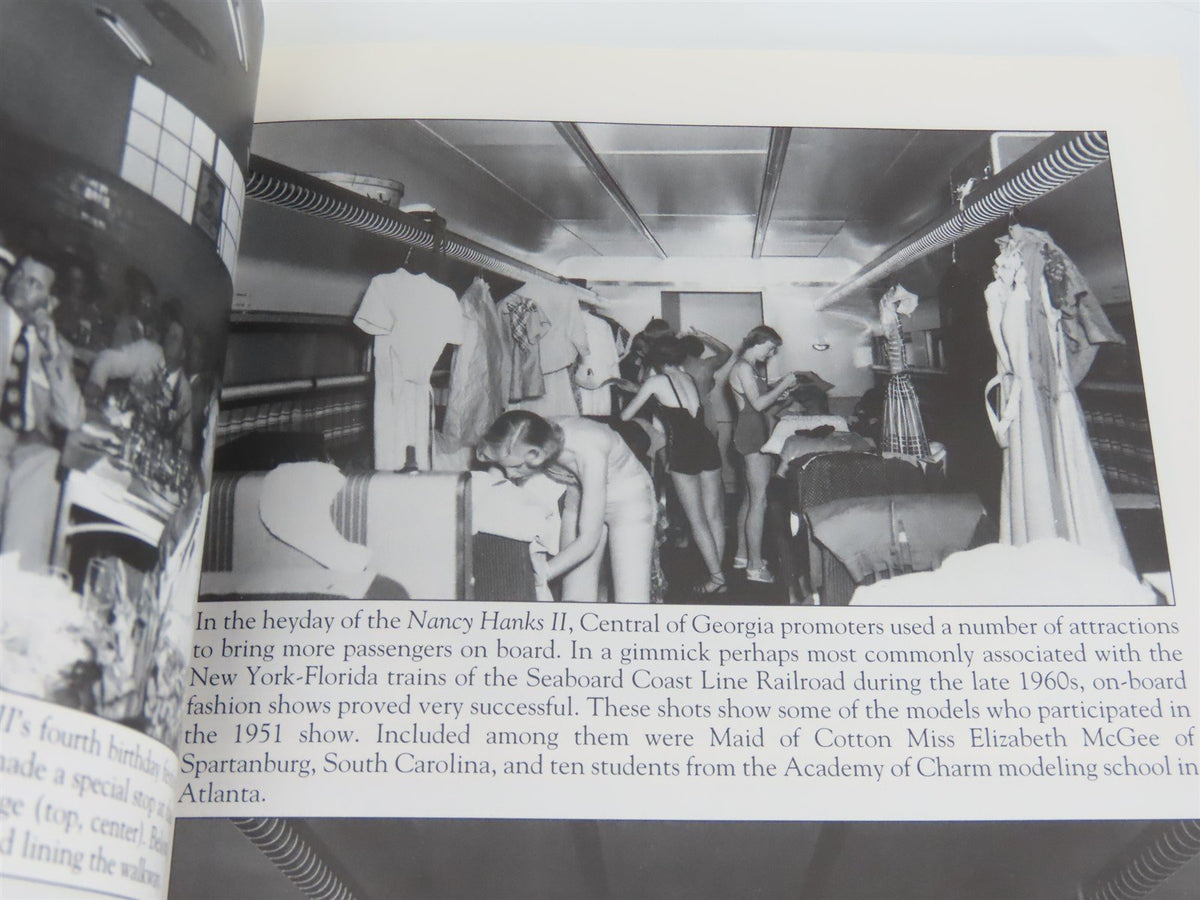 II's fourth birthday
made a special stop at
ge (top, center). Below
d lining the walkway
In the heyday of the Nancy Hanks II, Central of Georgia promoters used a number of attractions
to bring more passengers on board. In a gimmick perhaps most commonly associated with the
New York-Florida trains of the Seaboard Coast Line Railroad during the late 1960s, on-board
fashion shows proved very successful. These shots show some of the models who participated in
the 1951 show. Included among them were Maid of Cotton Miss Elizabeth McGee of
Spartanburg, South Carolina, and ten students from the Academy of Charm modeling school in
Atlanta.